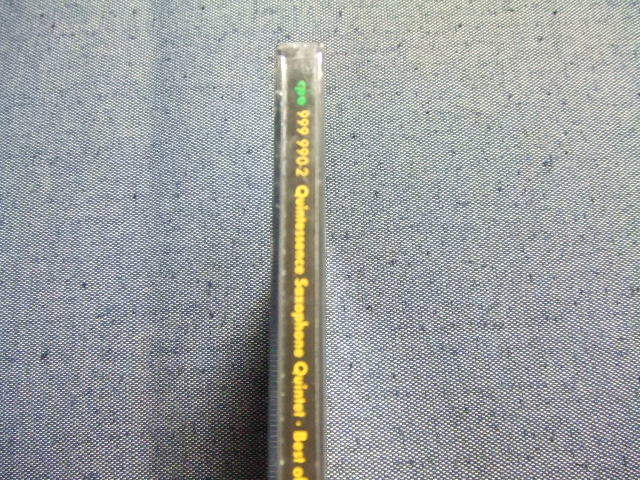 cpo 999 990-2 Quintessence Saxophone Quintet · Best of